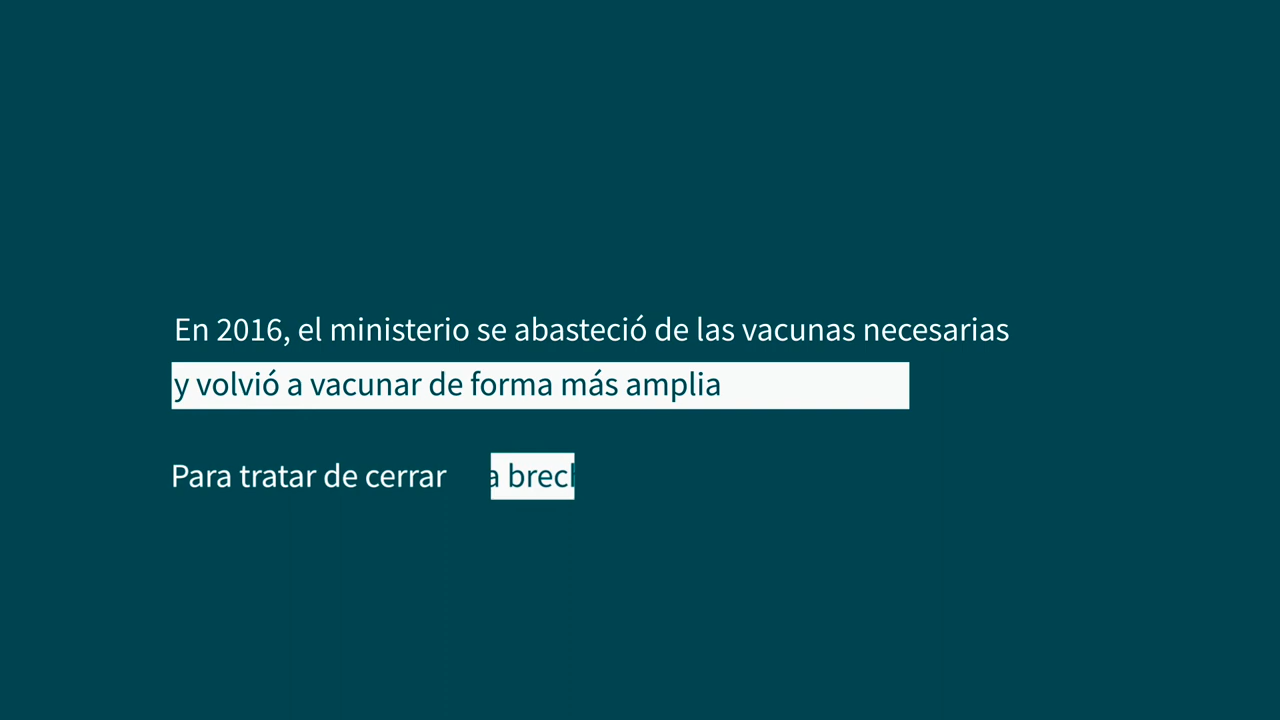 En 2016, el ministerio se abasteció de las vacunas necesarias
y volvió a vacunar de forma más amplia
Para tratar de cerrar